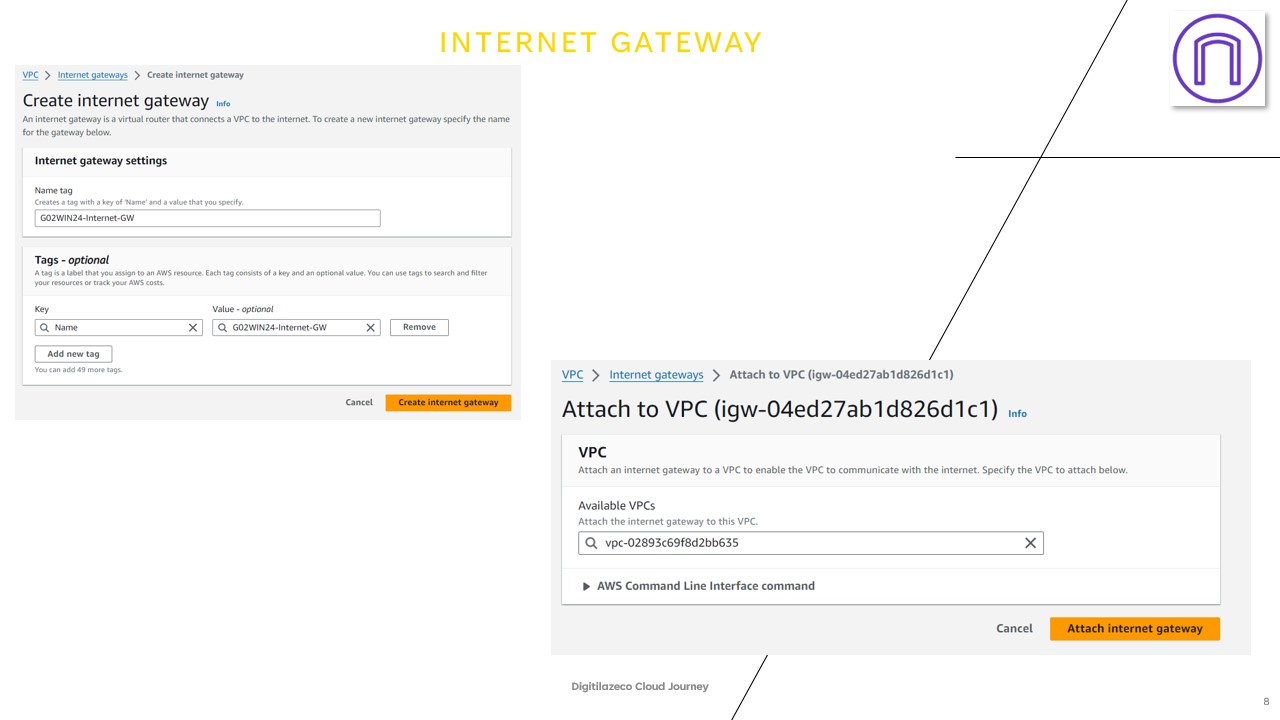 INTERNET GATEWAY
VPC > Internet gateways > Create internet gateway
Create internet gateway Info
An internet gateway is a virtual router that connects a VPC to the internet. To create a new internet gateway specify the name
for the gateway below.
Internet gateway settings
Name tag
Creates a tag with a key of 'Name' and a value that you specify.
G02WIN24-Internet-GW
Tags - optional
A tag is a label that you assign to an AWS resource. Each tag consists of a key and an optional value. You can use tags to search and filter
your resources or track your AWS costs.
Key Value - optional
Name G02WIN24-Internet-GW Remove
Add new tag
You can add 49 more tags.
Cancel Create internet gateway
VPC > Internet gateways > Attach to VPC (igw-04ed27ab1d826d1c1)
Attach to VPC (igw-04ed27ab1d826d1c1) Info
VPC
Attach an internet gateway to a VPC to enable the VPC to communicate with the internet. Specify the VPC to attach below.
Available VPCs
Attach the internet gateway to this VPC.
vpc-02893c69f8d2bb635
AWS Command Line Interface command
Cancel Attach internet gateway
Digitilazeco Cloud Journey
8